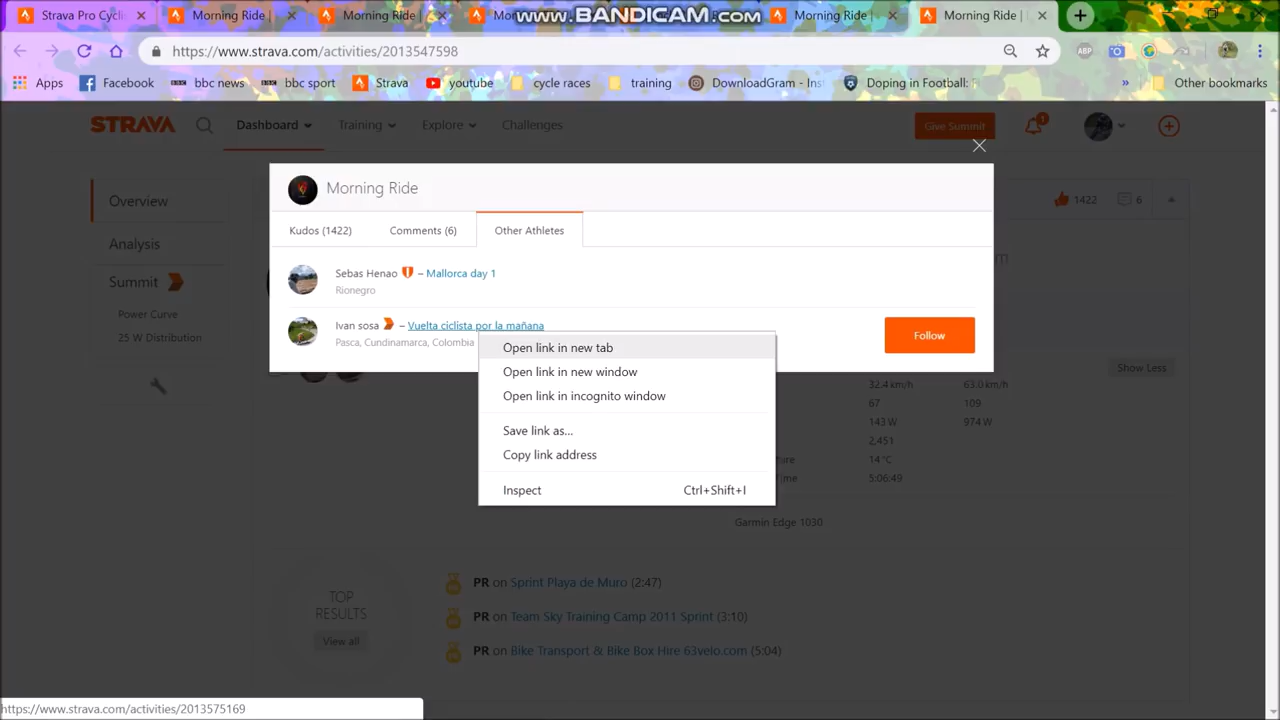 Strava Pro Cycli
Morning Ride |
Morning Ride |
Mo
www.BANDICAM.com
Morning Ride |
Morning Ride |
https://www.strava.com/activities/2013547598
ABP
Apps
Facebook
BBC bbc news
BBC bbc sport
Strava
youtube
cycle races
training
DownloadGram - Ins
Doping in Football:
»
Other bookmarks
STRAVA
Dashboard
Training
Explore
Challenges
Give Summit
1
Morning Ride
Overview
1422
6
Kudos (1422)
Comments (6)
Other Athletes
Analysis
m
Sebas Henao – Mallorca day 1
Rionegro
Summit
Power Curve
Ivan sosa – Vuelta ciclista por la mañana
Follow
25 W Distribution
Pasca, Cundinamarca, Colombia
Open link in new tab
Open link in new window
Open link in incognito window
Save link as...
Copy link address
Inspect
Ctrl+Shift+I
Show Less
32.4 km/h
63.0 km/h
67
109
143 W
974 W
2,451
ture
14 °C
Time
5:06:49
Garmin Edge 1030
TOP
RESULTS
View all
PR on Sprint Playa de Muro (2:47)
PR on Team Sky Training Camp 2011 Sprint (3:10)
PR on Bike Transport & Bike Box Hire 63velo.com (5:04)
https://www.strava.com/activities/2013575169